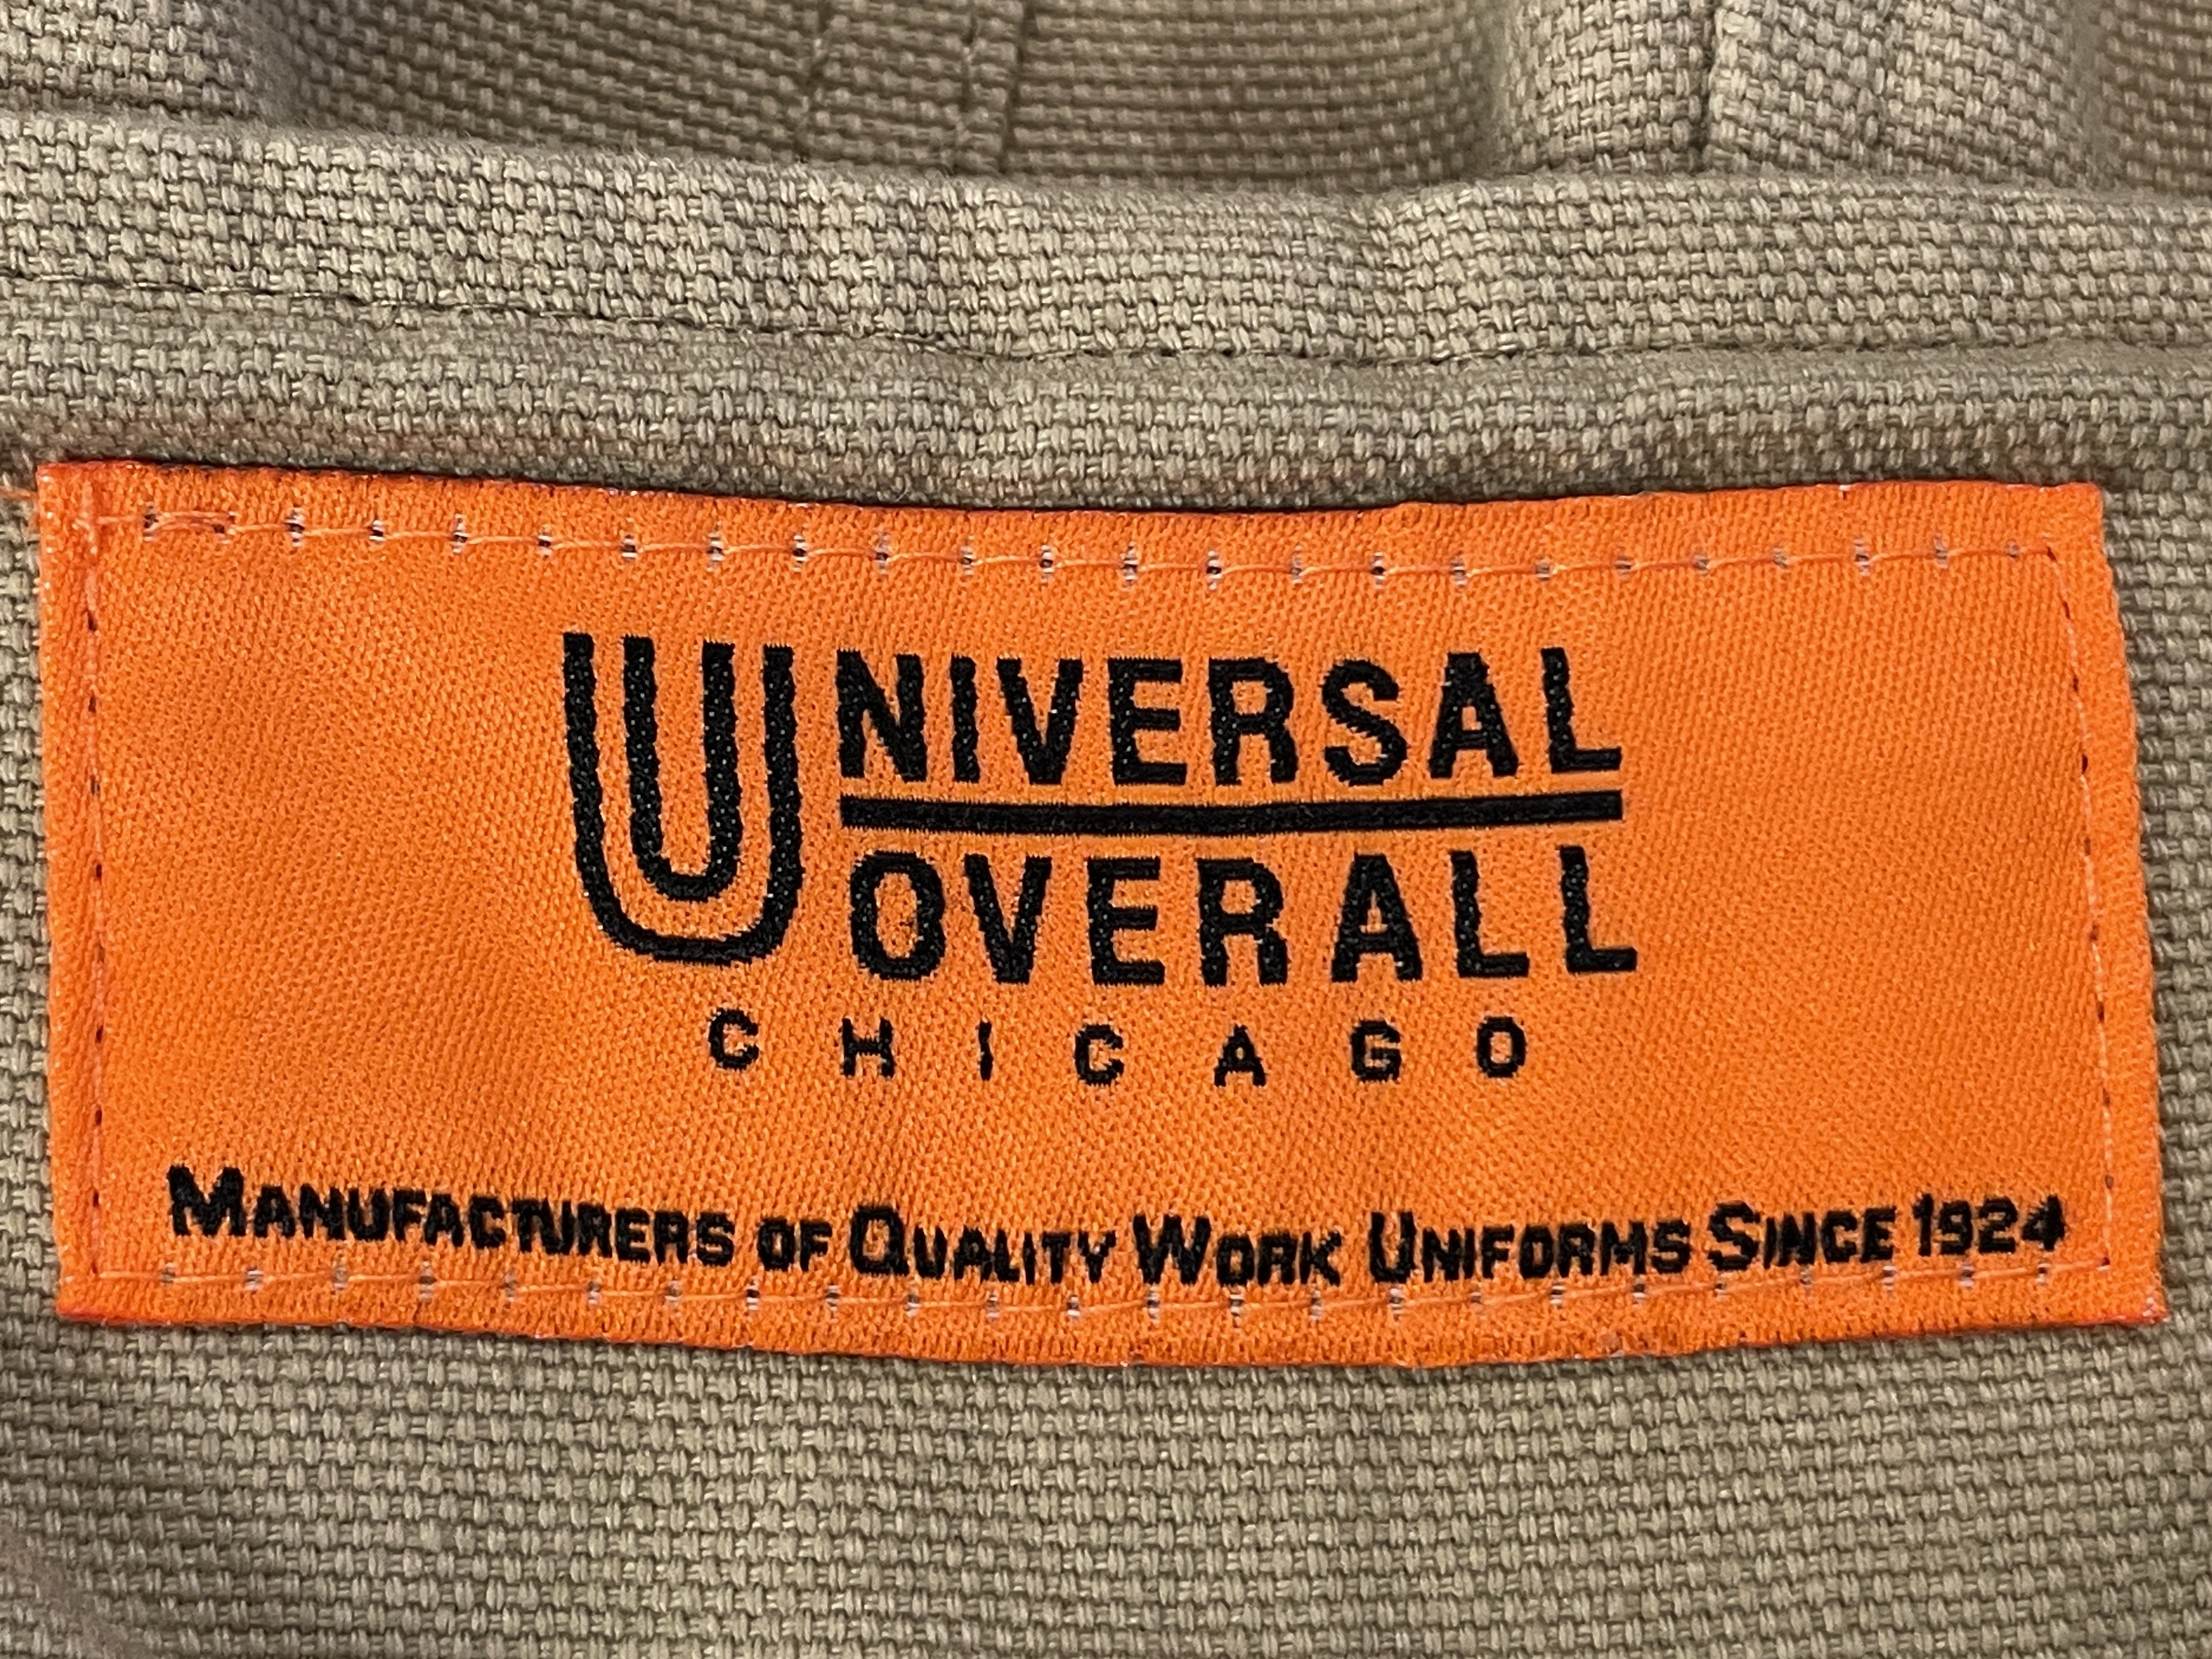 UNIVERSAL
OVERALL
CHICAGO
MANUFACTURERS OF QUALITY WORK UNIFORMS SINCE 1924